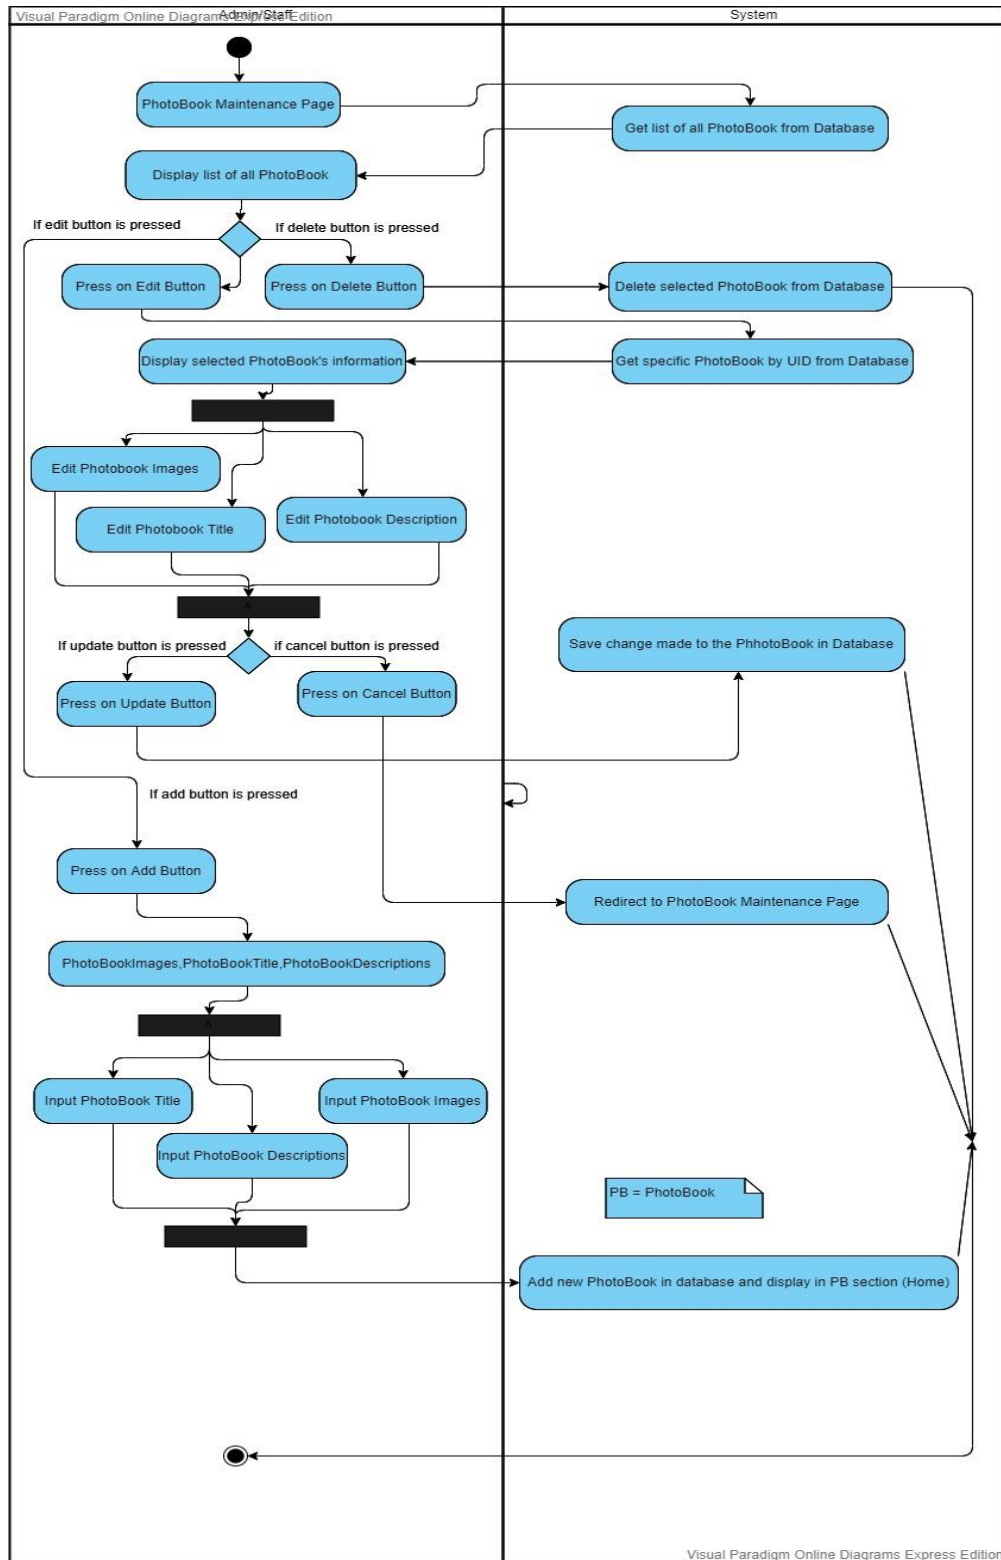 Visual Paradigm Online Diagrams Express Edition
Admin/Staff
System
PhotoBook Maintenance Page
Get list of all PhotoBook from Database
Display list of all PhotoBook
If edit button is pressed
If delete button is pressed
Press on Edit Button
Press on Delete Button
Delete selected PhotoBook from Database
Display selected PhotoBook's information
Get specific PhotoBook by UID from Database
Edit Photobook Images
Edit Photobook Title
Edit Photobook Description
If update button is pressed
if cancel button is pressed
Save change made to the PhhotoBook in Database
Press on Update Button
Press on Cancel Button
If add button is pressed
Press on Add Button
Redirect to PhotoBook Maintenance Page
PhotoBookImages,PhotoBookTitle,PhotoBookDescriptions
Input PhotoBook Title
Input PhotoBook Images
Input PhotoBook Descriptions
PB = PhotoBook
Add new PhotoBook in database and display in PB section (Home)
Visual Paradigm Online Diagrams Express Edition